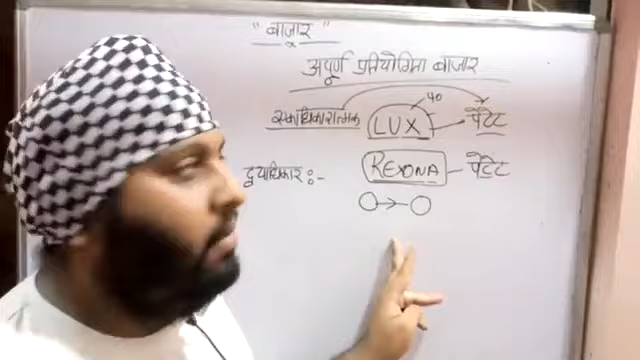 "बाजार"
अपूर्ण प्रतियोगिता बाजार
एकाधिकारात्मक LUX 40 पेटेंट
द्वयाधिकार :- REXONA - पेटेंट